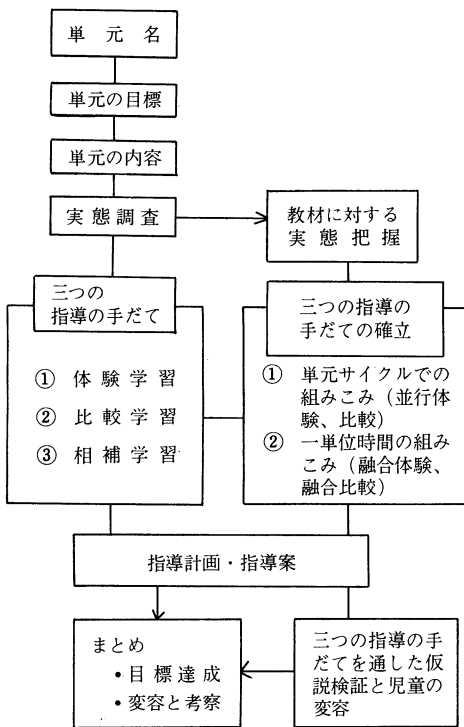 単元名
単元の目標
単元の内容
実態調査
教材に対する
実態把握
三つの
指導の手だて
① 体験学習
② 比較学習
③ 相補学習
三つの指導の
手だての確立
① 単元サイクルでの
組みこみ（並行体
験、比較）
② 一単位時間の組み
こみ（融合体験、
融合比較）
指導計画・指導案
まとめ
・目標達成
・変容と考察
三つの指導の手
だてを通した仮
説検証と児童の
変容